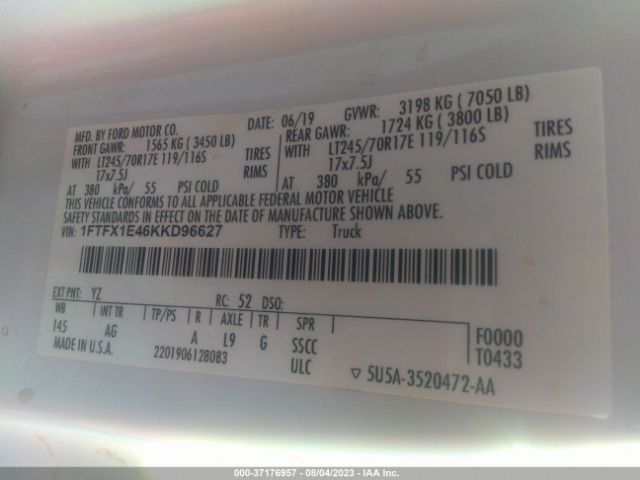 MFD. BY FORD MOTOR CO.
DATE: 06/19 GVWR: 3198 KG ( 7050 LB)
FRONT GAWR: 1565 KG ( 3450 LB) REAR GAWR: 1724 KG ( 3800 LB)
WITH LT245/70R17E 119/116S TIRES WITH LT245/70R17E 119/116S TIRES
17x7.5J RIMS 17x7.5J RIMS
AT 380 kPa/ 55 PSI COLD AT 380 kPa/ 55 PSI COLD
THIS VEHICLE CONFORMS TO ALL APPLICABLE FEDERAL MOTOR VEHICLE
SAFETY STANDARDS IN EFFECT ON THE DATE OF MANUFACTURE SHOWN ABOVE.
VIN: 1FTFX1E46KKD96627 TYPE: Truck
EXT PNT: YZ RC: 52 DSO:
WB INT TR TP/PS R AXLE TR SPR
145 AG A L9 G SSCC F0000
MADE IN U.S.A. 2201906128083 ULC T0433
▽ 5U5A-3520472-AA
000-37176957 - 08/04/2023 - IAA Inc.